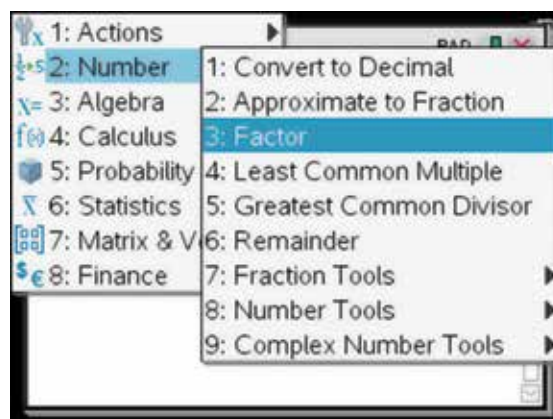 1: Actions
2: Number
3: Algebra
4: Calculus
5: Probability
6: Statistics
7: Matrix & V
8: Finance
RAD
1: Convert to Decimal
2: Approximate to Fraction
3: Factor
4: Least Common Multiple
5: Greatest Common Divisor
6: Remainder
7: Fraction Tools
8: Number Tools
9: Complex Number Tools